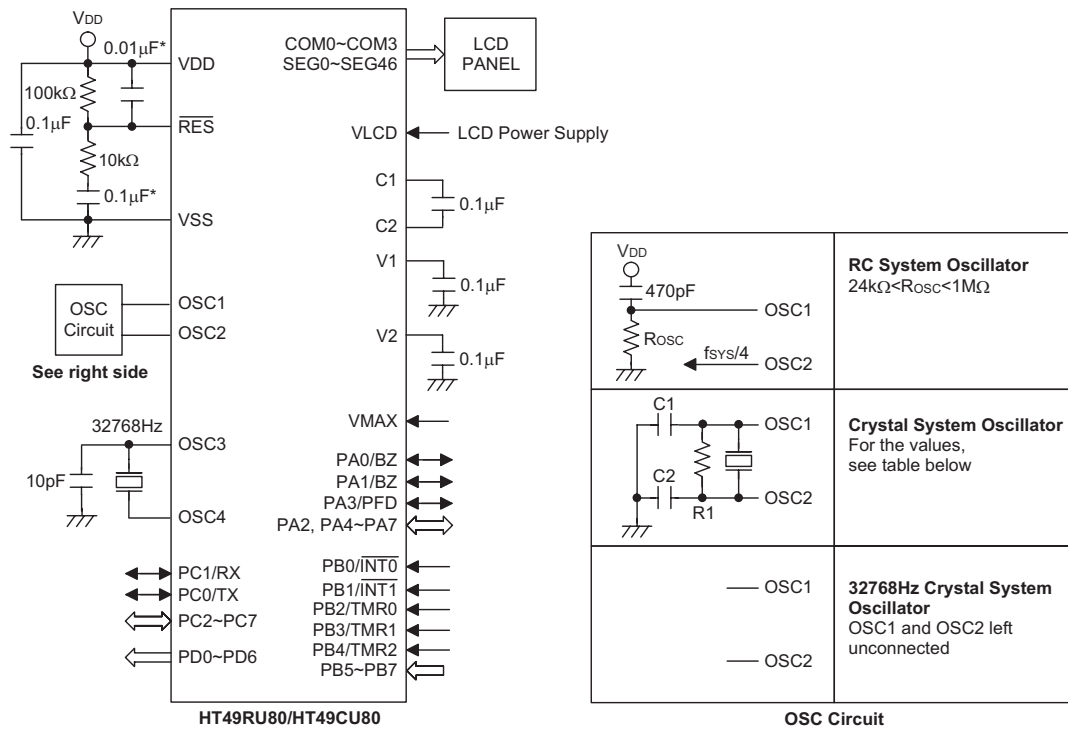 VDD
0.01μF*
VDD
100kΩ
0.1μF
RES
10kΩ
0.1μF*
VSS
OSC
Circuit
OSC1
OSC2
See right side
32768Hz
OSC3
10pF
OSC4
PC1/RX
PC0/TX
PC2~PC7
PD0~PD6
COM0~COM3
SEG0~SEG46
LCD
PANEL
VLCD
LCD Power Supply
C1
0.1μF
C2
V1
0.1μF
V2
0.1μF
VMAX
PA0/BZ
PA1/BZ
PA3/PFD
PA2, PA4~PA7
PB0/INT0
PB1/INT1
PB2/TMR0
PB3/TMR1
PB4/TMR2
PB5~PB7
HT49RU80/HT49CU80
VDD
470pF
OSC1
ROSC
fSYS/4
OSC2
RC System Oscillator
24kΩ<ROSC<1MΩ
C1
OSC1
C2
R1
OSC2
Crystal System Oscillator
For the values,
see table below
OSC1
OSC2
32768Hz Crystal System
Oscillator
OSC1 and OSC2 left
unconnected
OSC Circuit